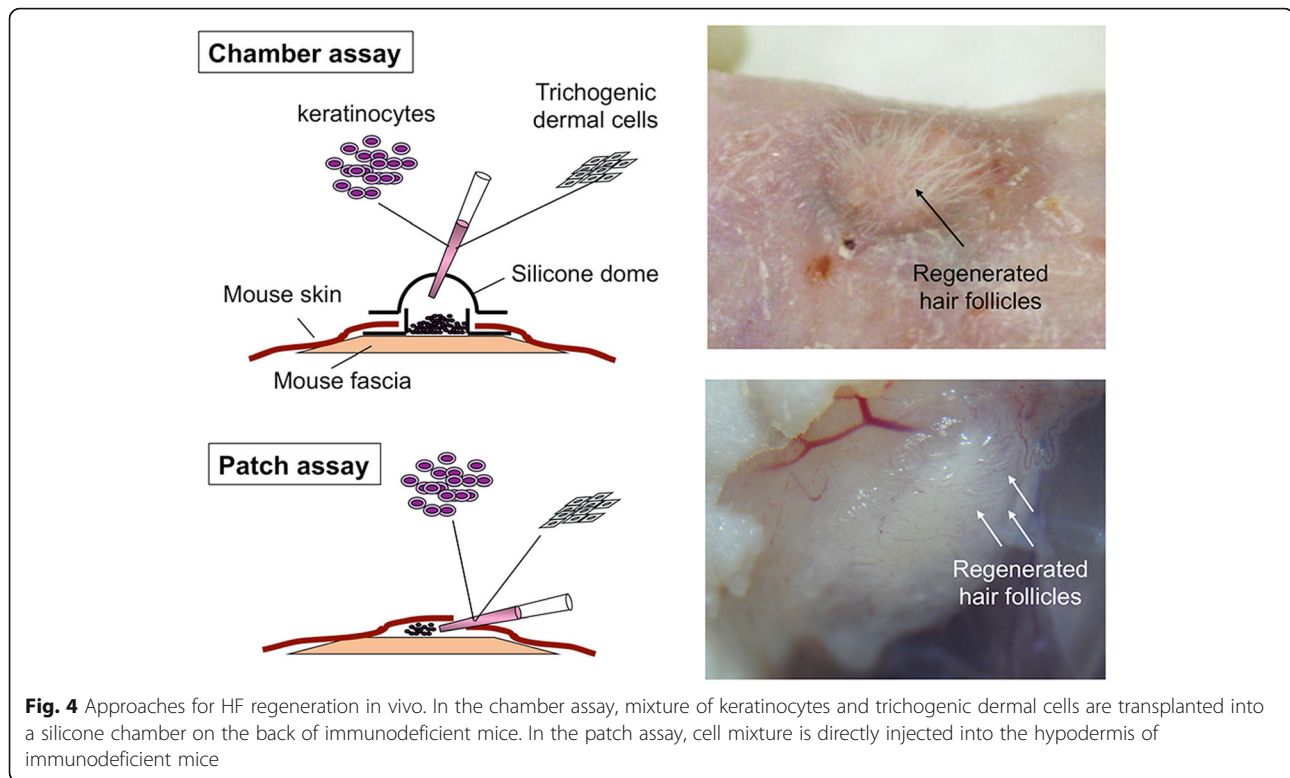 Chamber assay
keratinocytes
Trichogenic
dermal cells
Silicone dome
Mouse skin
Mouse fascia
Regenerated
hair follicles
Patch assay
Regenerated
hair follicles
Fig. 4 Approaches for HF regeneration in vivo. In the chamber assay, mixture of keratinocytes and trichogenic dermal cells are transplanted into
a silicone chamber on the back of immunodeficient mice. In the patch assay, cell mixture is directly injected into the hypodermis of
immunodeficient mice